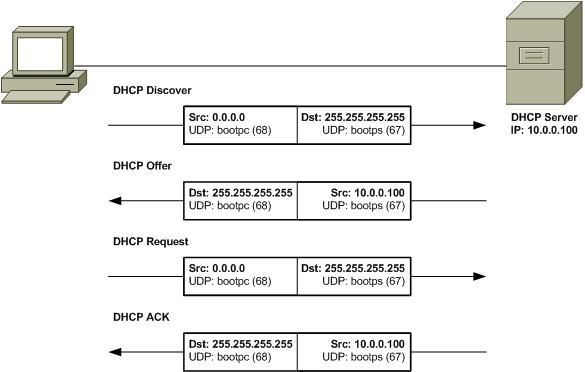 DHCP Discover
Src: 0.0.0.0 Dst: 255.255.255.255
UDP: bootpc (68) UDP: bootps (67)
DHCP Server
IP: 10.0.0.100
DHCP Offer
Dst: 255.255.255.255 Src: 10.0.0.100
UDP: bootpc (68) UDP: bootps (67)
DHCP Request
Src: 0.0.0.0 Dst: 255.255.255.255
UDP: bootpc (68) UDP: bootps (67)
DHCP ACK
Dst: 255.255.255.255 Src: 10.0.0.100
UDP: bootpc (68) UDP: bootps (67)